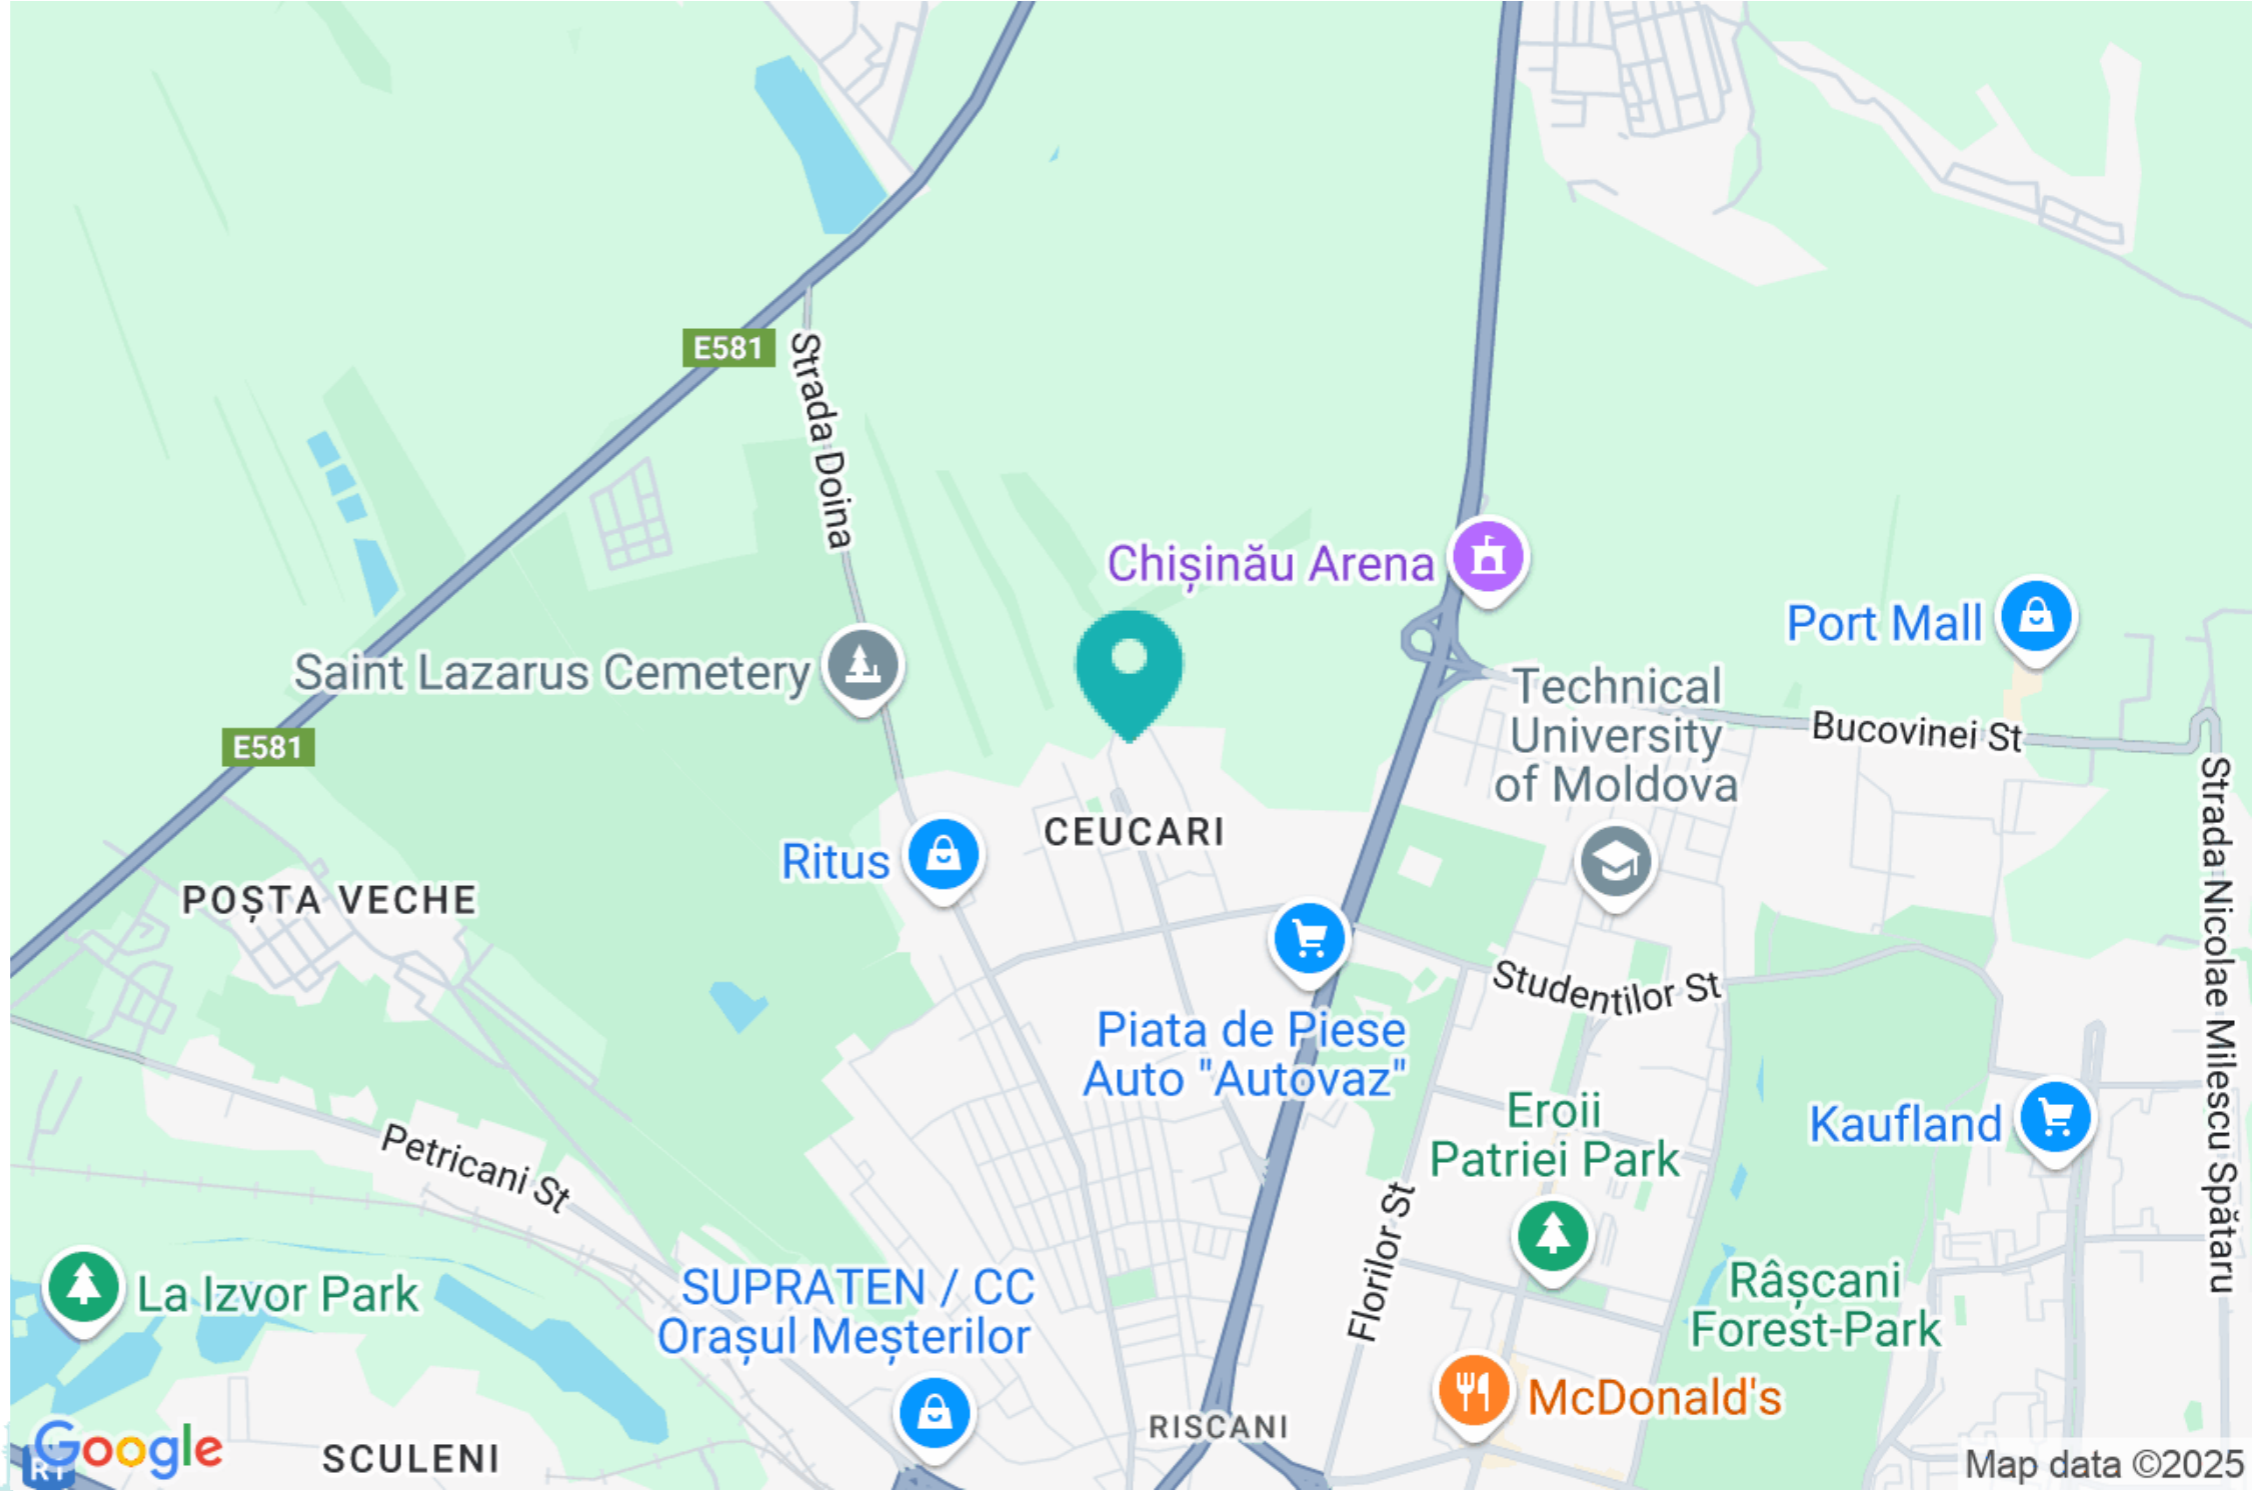 E581
Strada Doina
Chișinău Arena
Port Mall
Saint Lazarus Cemetery
Technical
University
of Moldova
Bucovinei St
E581
CEUCARI
Ritus
POȘTA VECHE
Strada Nicolae Milescu Spătaru
Studentilor St
Piata de Piese
Auto "Autovaz"
Eroii
Patriei Park
Kaufland
Petricani St
Florilor St
La Izvor Park
SUPRATEN / CC
Orașul Meșterilor
Râșcani
Forest-Park
McDonald's
RISCANI
Google
R1
SCULENI
Map data ©2025